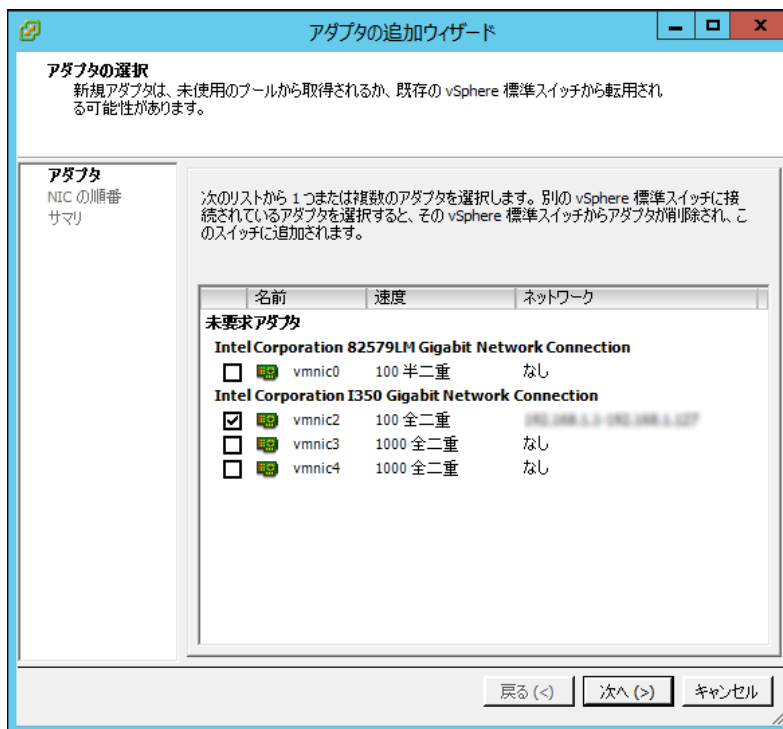 アダプタの追加ウィザード
アダプタの選択
新規アダプタは、未使用のプールから取得されるか、既存の vSphere 標準スイッチから転用され
る可能性があります。
アダプタ
NIC の順番
サマリ
次のリストから 1 つまたは複数のアダプタを選択します。別の vSphere 標準スイッチに接
続されているアダプタを選択すると、その vSphere 標準スイッチからアダプタが削除され、こ
のスイッチに追加されます。
名前 速度 ネットワーク
未要求アダプタ
Intel Corporation 82579LM Gigabit Network Connection
vmnic0 100 半二重 なし
Intel Corporation I350 Gigabit Network Connection
vmnic2 100 全二重
vmnic3 1000 全二重 なし
vmnic4 1000 全二重 なし
戻る (<) 次へ (>) キャンセル